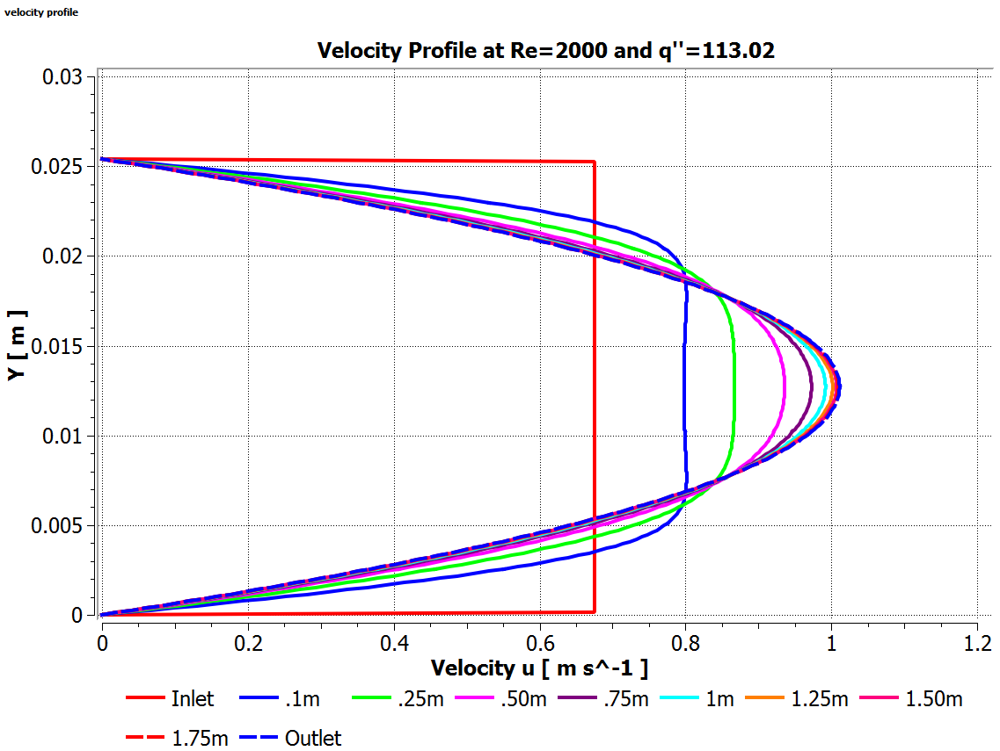 velocity profile
Velocity Profile at Re=2000 and q''=113.02
0.03
0.025
0.02
0.015
0.01
0.005
0
Y [ m ]
0 0.2 0.4 0.6 0.8 1 1.2
Velocity u [ m s^-1 ]
Inlet .1m .25m .50m .75m 1m 1.25m 1.50m
1.75m Outlet